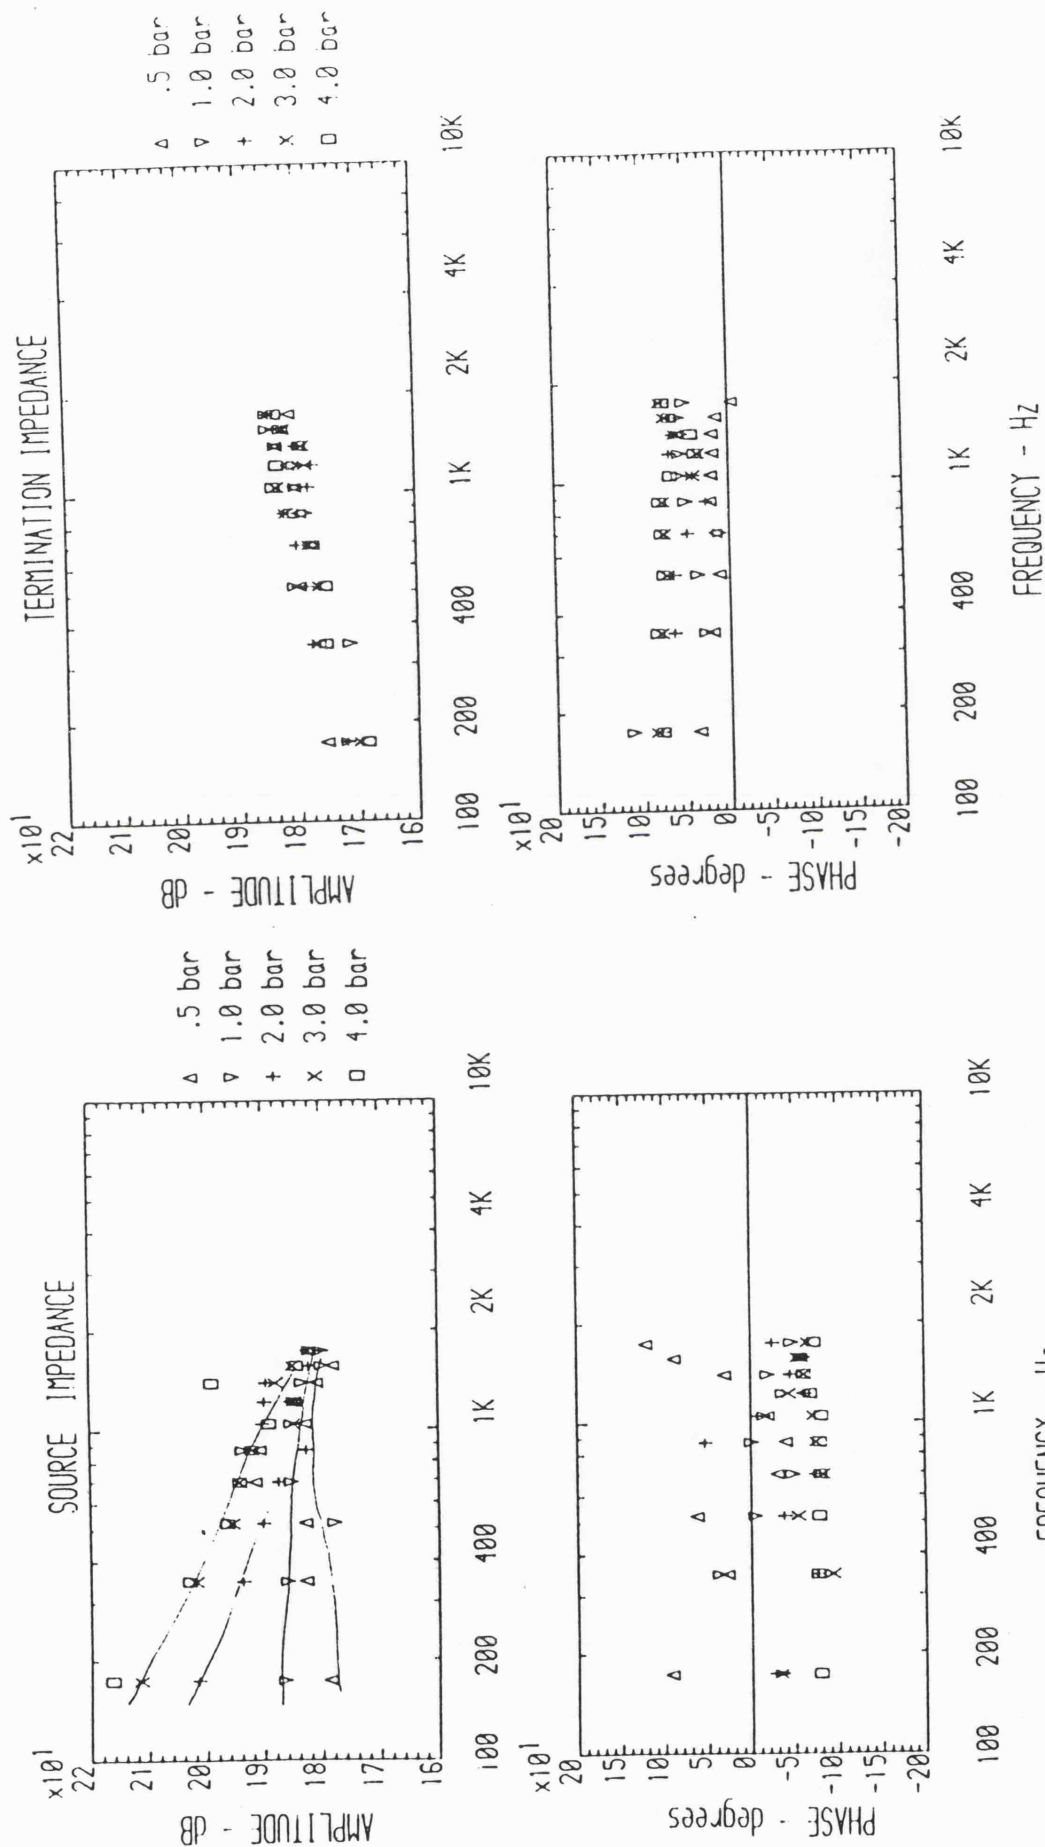 SOURCE IMPEDANCE
x10¹
22
21
20
19
18
17
16
AMPLITUDE - dB
100
200
400
1K
2K
4K
10K
△ .5 bar
▽ 1.0 bar
+ 2.0 bar
x 3.0 bar
□ 4.0 bar
x10¹
20
15
10
5
0
-5
-10
-15
-20
PHASE - degrees
100
200
400
1K
2K
4K
10K
TERMINATION IMPEDANCE
x10¹
22
21
20
19
18
17
16
AMPLITUDE - dB
100
200
400
1K
2K
4K
10K
△ .5 bar
▽ 1.0 bar
+ 2.0 bar
x 3.0 bar
□ 4.0 bar
x10¹
20
15
10
5
0
-5
-10
-15
-20
PHASE - degrees
100
200
400
1K
2K
4K
10K
FREQUENCY - Hz